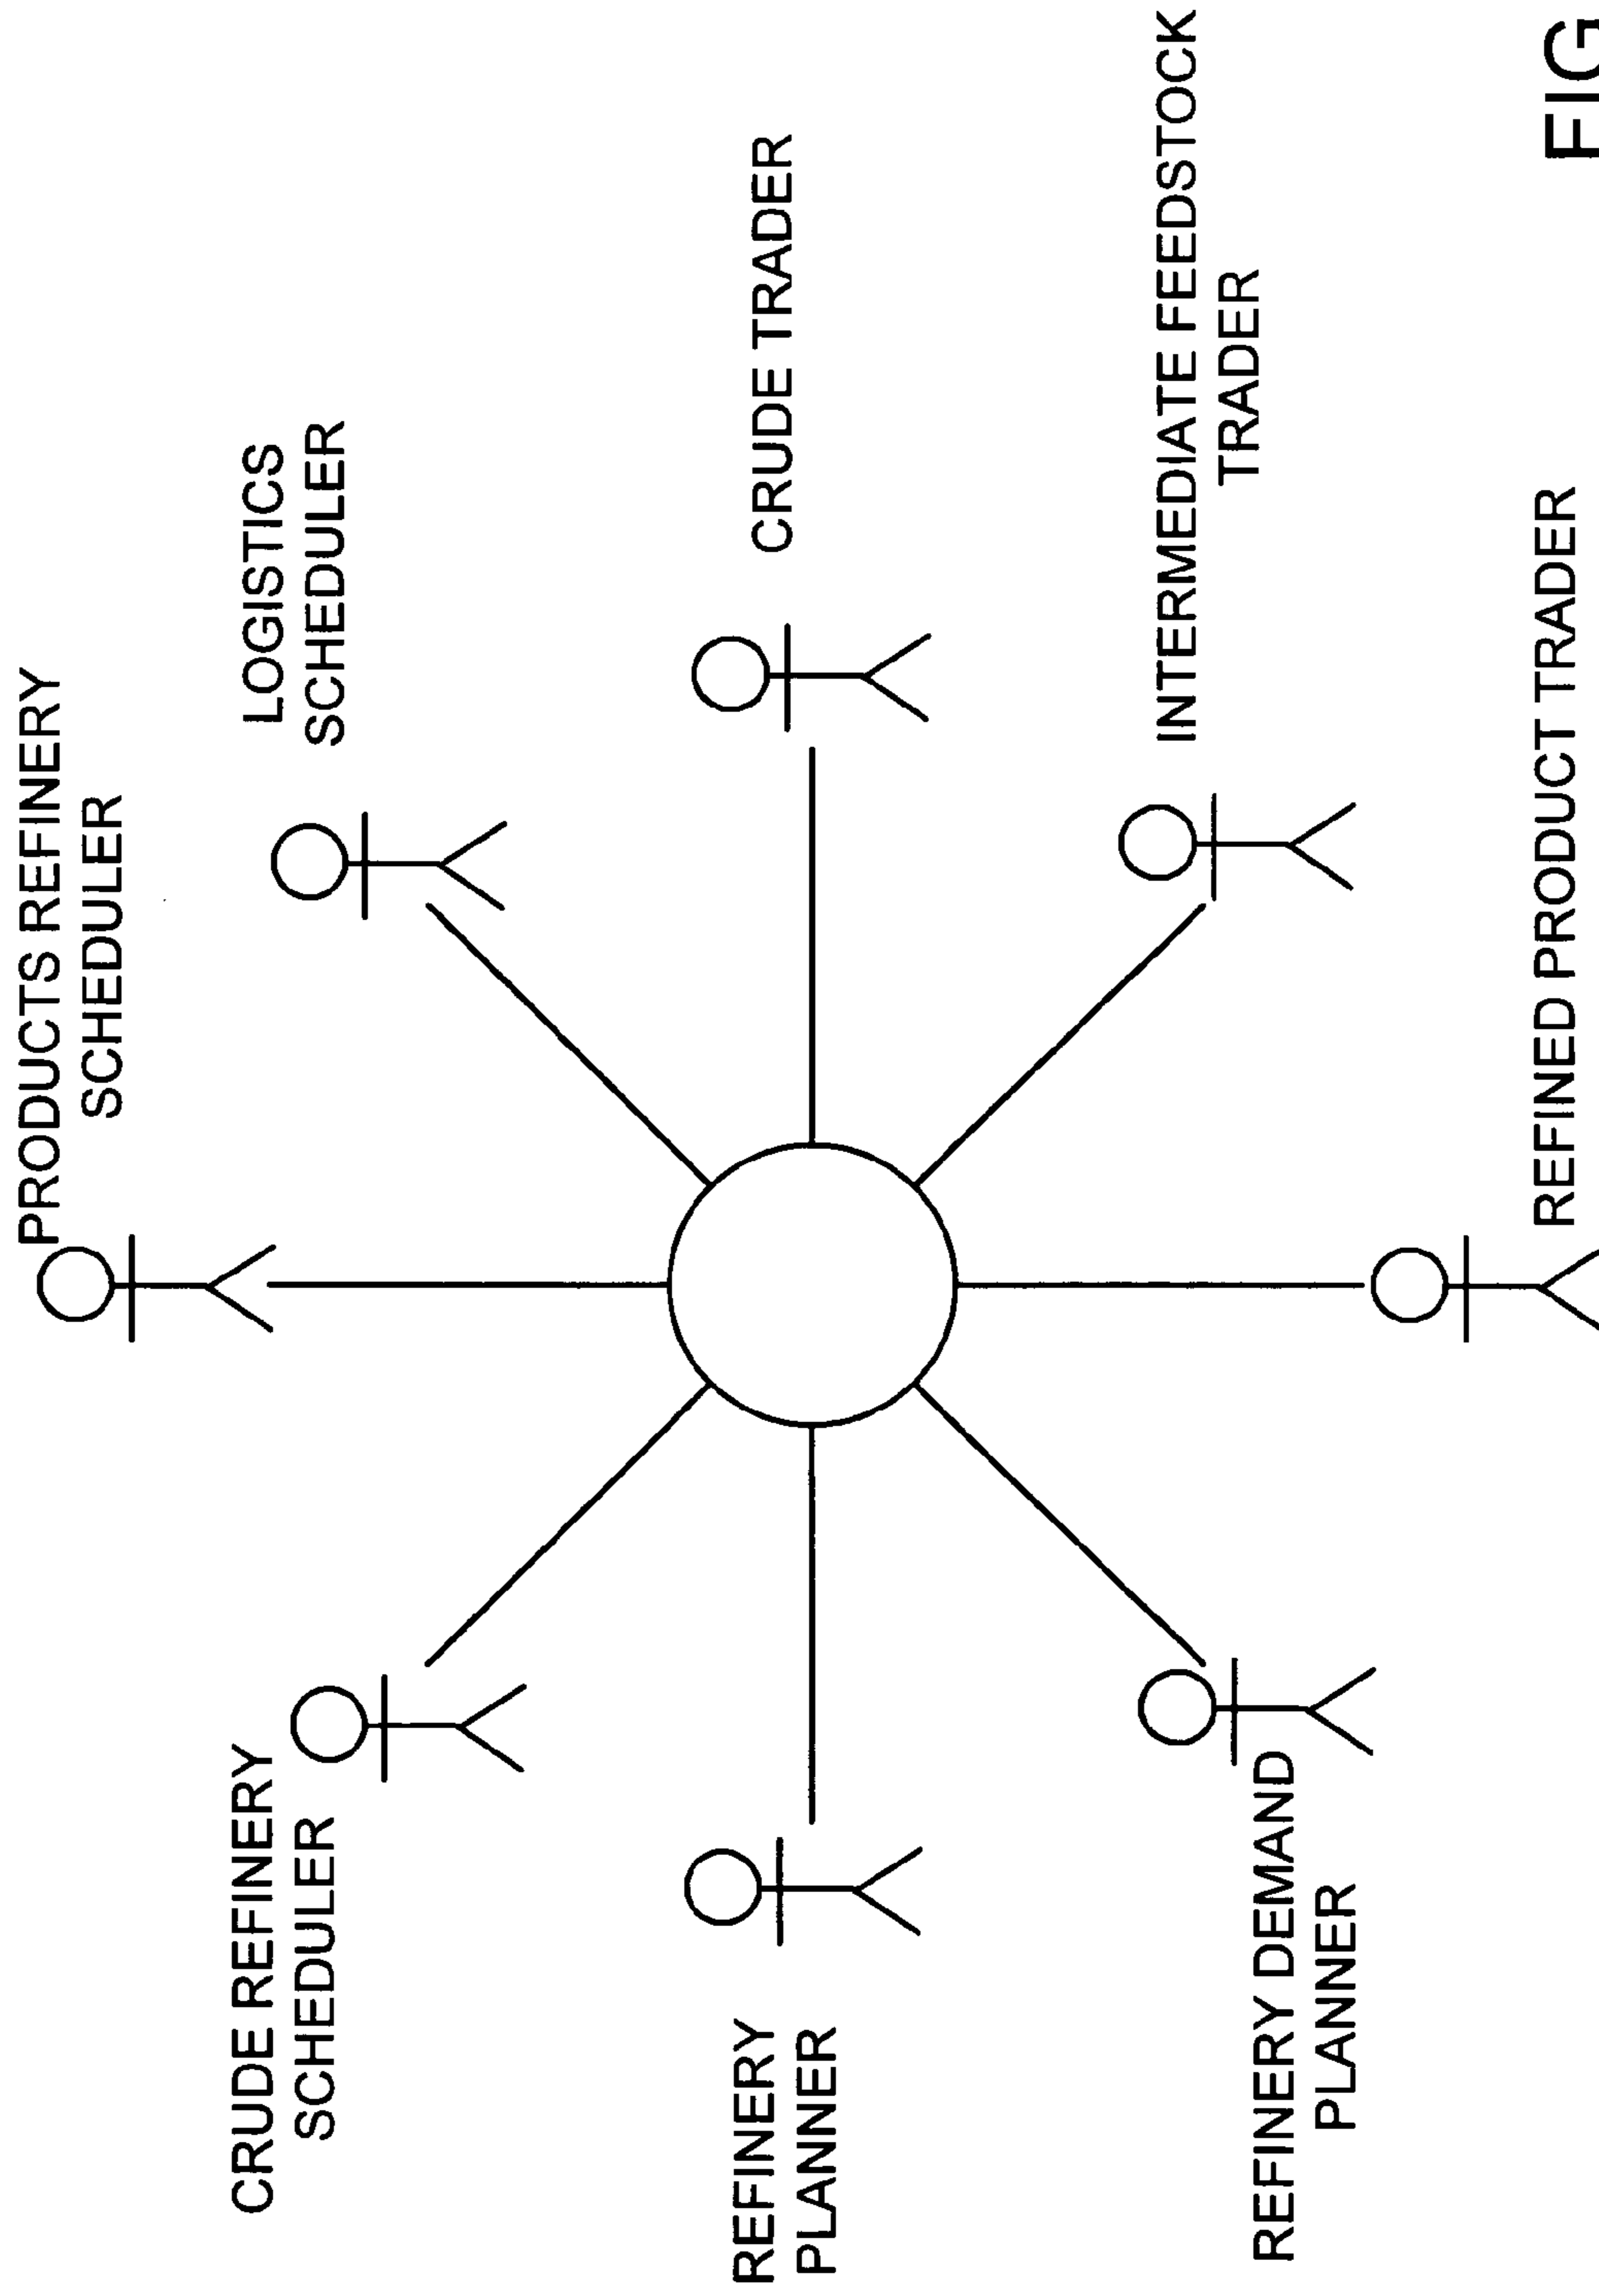 PRODUCTS REFINERY
SCHEDULER
LOGISTICS
SCHEDULER
CRUDE REFINERY
SCHEDULER
CRUDE TRADER
REFINERY
PLANNER
INTERMEDIATE FEEDSTOCK
TRADER
REFINERY DEMAND
PLANNER
REFINED PRODUCT TRADER
FIG